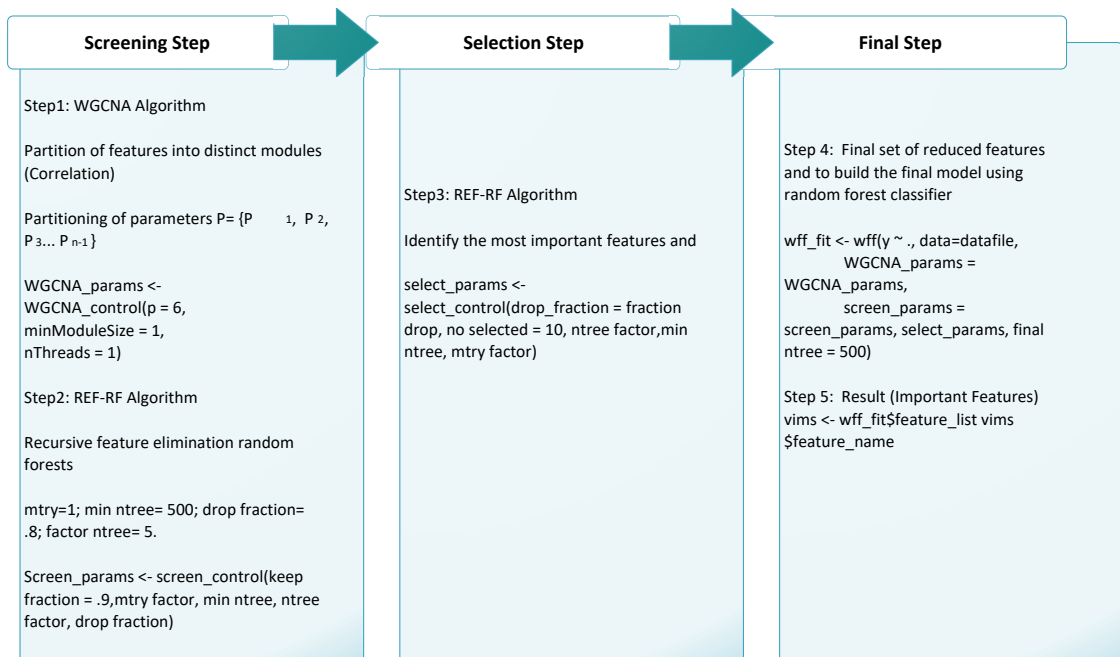 Screening Step
Step1: WGCNA Algorithm
Partition of features into distinct modules
(Correlation)
Partitioning of parameters P= {P 1, P 2,
P 3... P n-1 }
WGCNA_params <-
WGCNA_control(p = 6,
minModuleSize = 1,
nThreads = 1)
Step2: REF-RF Algorithm
Recursive feature elimination random
forests
mtry=1; min ntree= 500; drop fraction=
.8; factor ntree= 5.
Screen_params <- screen_control(keep
fraction = .9,mtry factor, min ntree, ntree
factor, drop fraction)
Selection Step
Step3: REF-RF Algorithm
Identify the most important features and
select_params <-
select_control(drop_fraction = fraction
drop, no selected = 10, ntree factor,min
ntree, mtry factor)
Final Step
Step 4: Final set of reduced features
and to build the final model using
random forest classifier
wff_fit <- wff(y ~ ., data=datafile,
WGCNA_params =
WGCNA_params,
screen_params =
screen_params, select_params, final
ntree = 500)
Step 5: Result (Important Features)
vims <- wff_fit$feature_list vims
$feature_name